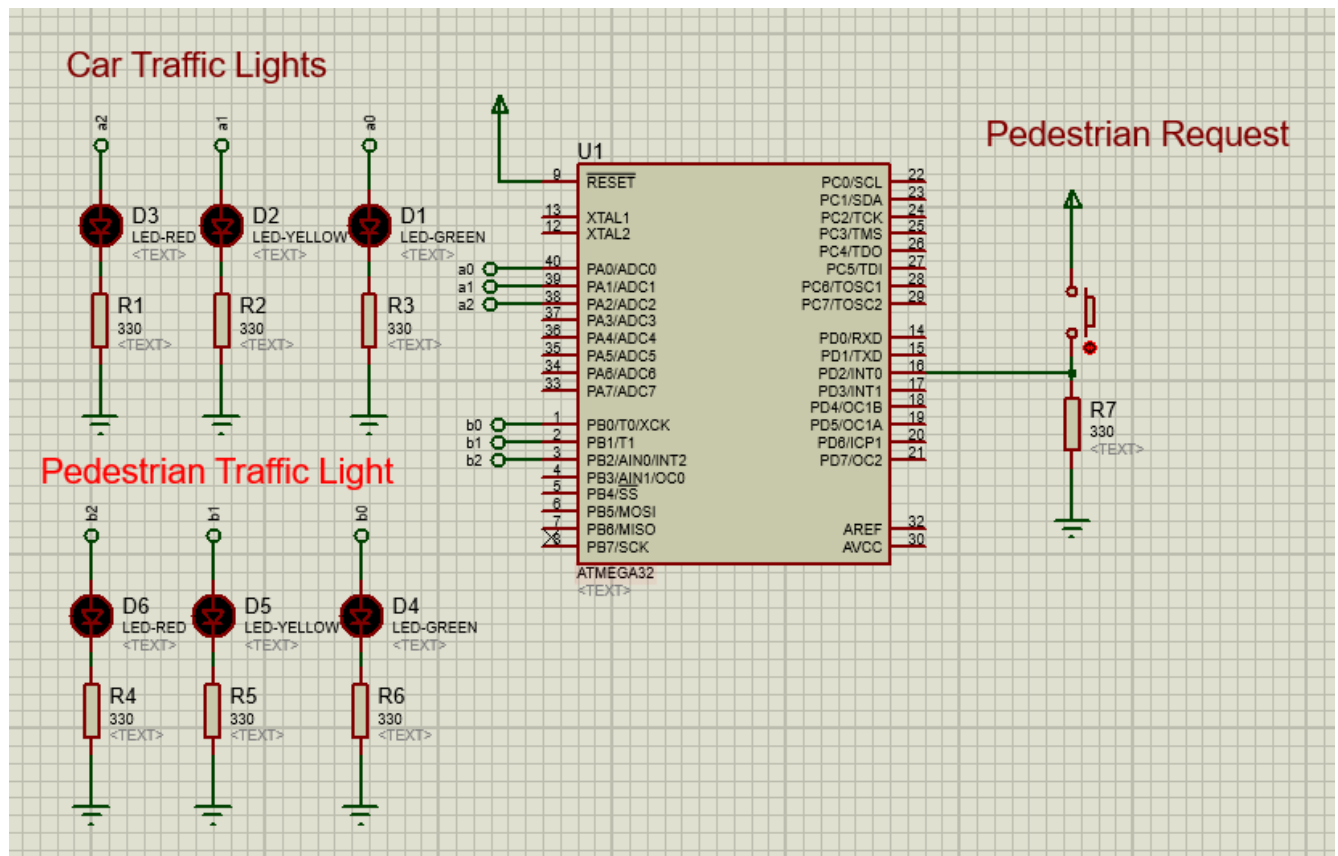 Car Traffic Lights
a2
a1
a0
D3
LED-RED
<TEXT>
D2
LED-YELLOW
<TEXT>
D1
LED-GREEN
<TEXT>
R1
330
<TEXT>
R2
330
<TEXT>
R3
330
<TEXT>
Pedestrian Traffic Light
b2
b1
b0
D6
LED-RED
<TEXT>
D5
LED-YELLOW
<TEXT>
D4
LED-GREEN
<TEXT>
R4
330
<TEXT>
R5
330
<TEXT>
R6
330
<TEXT>
U1
9 RESET
13 XTAL1
12 XTAL2
a0 40 PA0/ADC0
a1 39 PA1/ADC1
a2 38 PA2/ADC2
37 PA3/ADC3
36 PA4/ADC4
35 PA5/ADC5
34 PA6/ADC6
33 PA7/ADC7
b0 1 PB0/T0/XCK
b1 2 PB1/T1
b2 3 PB2/AIN0/INT2
4 PB3/AIN1/OC0
5 PB4/SS
6 PB5/MOSI
7 PB6/MISO
8 PB7/SCK
PC0/SCL 22
PC1/SDA 23
PC2/TCK 24
PC3/TMS 25
PC4/TDO 26
PC5/TDI 27
PC6/TOSC1 28
PC7/TOSC2 29
PD0/RXD 14
PD1/TXD 15
PD2/INT0 16
PD3/INT1 17
PD4/OC1B 18
PD5/OC1A 19
PD6/ICP1 20
PD7/OC2 21
AREF 32
AVCC 30
ATMEGA32
<TEXT>
Pedestrian Request
R7
330
<TEXT>